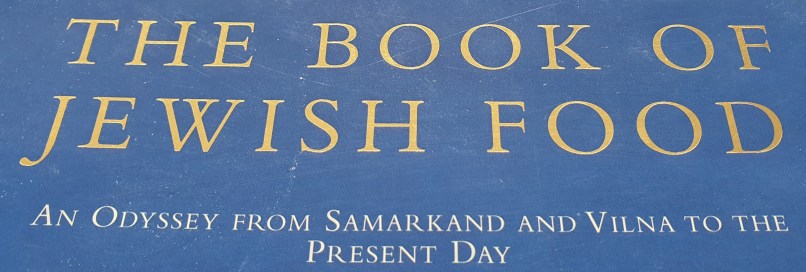 THE BOOK OF
JEWISH FOOD
AN ODYSSEY FROM SAMARKAND AND VILNA TO THE
PRESENT DAY